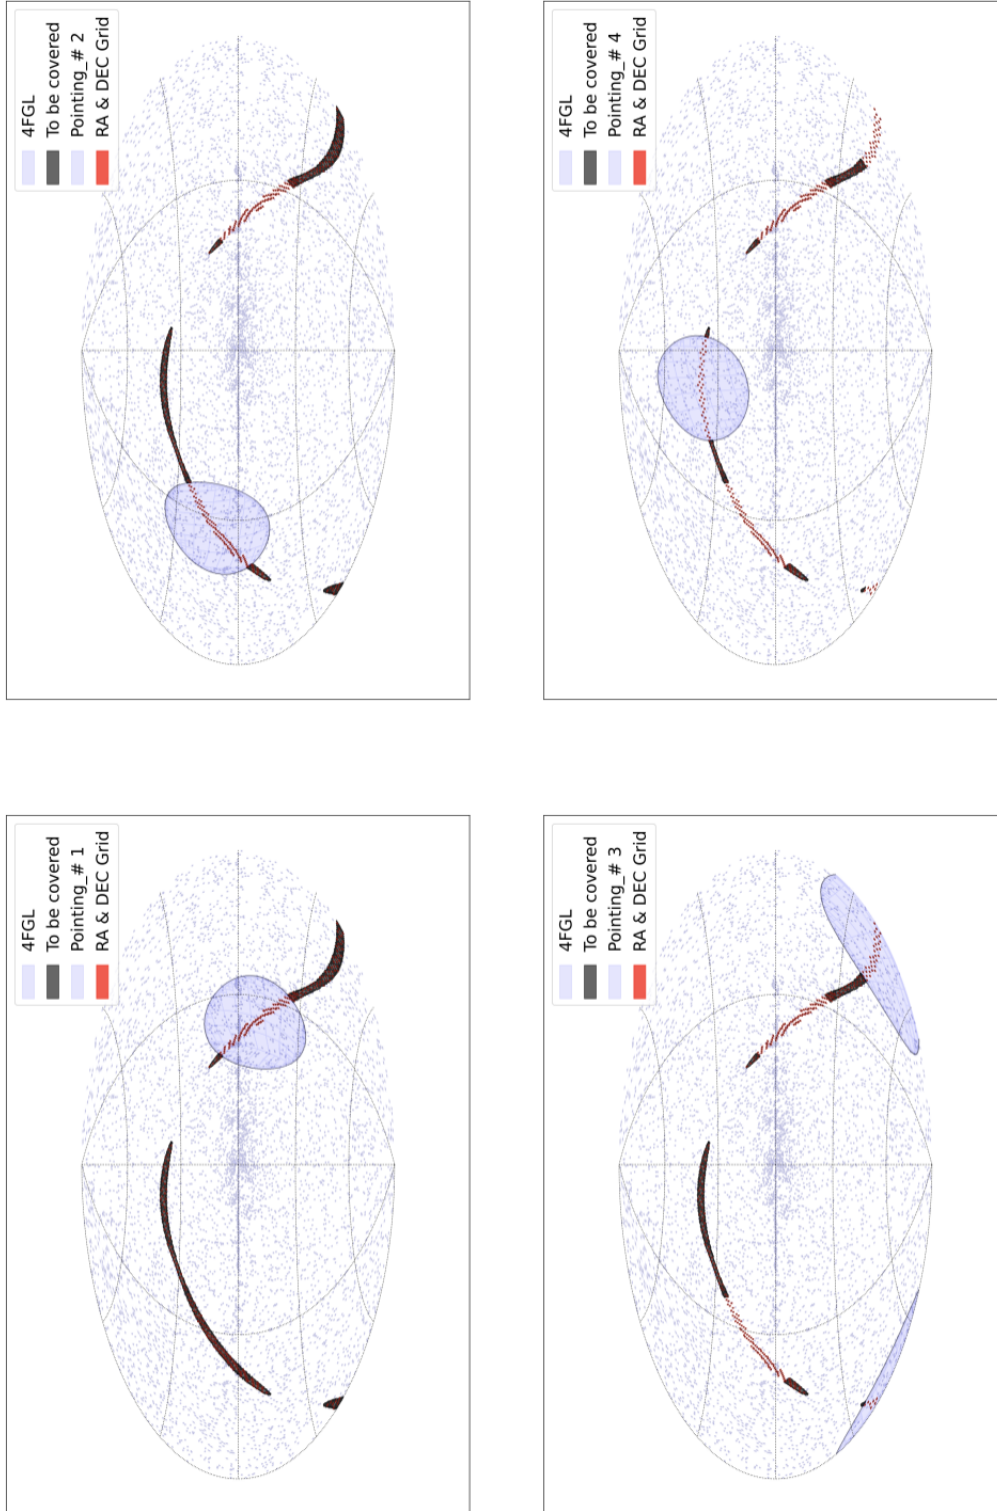 4FGL
To be covered
Pointing_# 1
RA & DEC Grid
4FGL
To be covered
Pointing_# 2
RA & DEC Grid
4FGL
To be covered
Pointing_# 3
RA & DEC Grid
4FGL
To be covered
Pointing_# 4
RA & DEC Grid